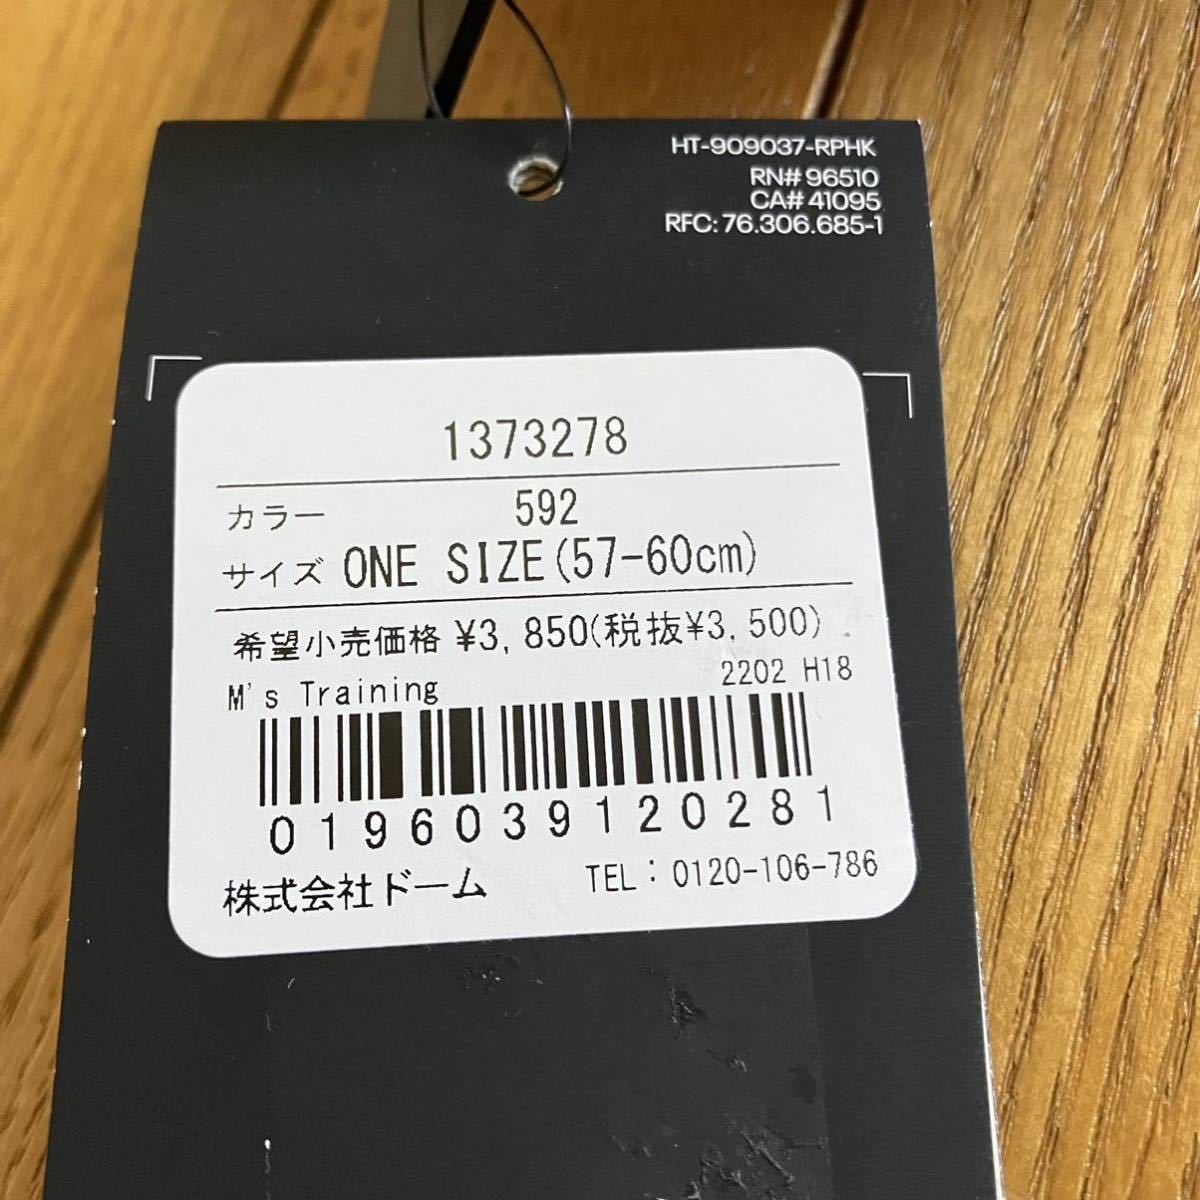 HT-909037-RPHK
RN# 96510
CA# 41095
RFC: 76.306.685-1
1373278
カラー 592
サイズ ONE SIZE(57-60cm)
希望小売価格 ¥3,850(税抜¥3,500)
M's Training 2202 H18
0196039120281
株式会社ドーム TEL:0120-106-786